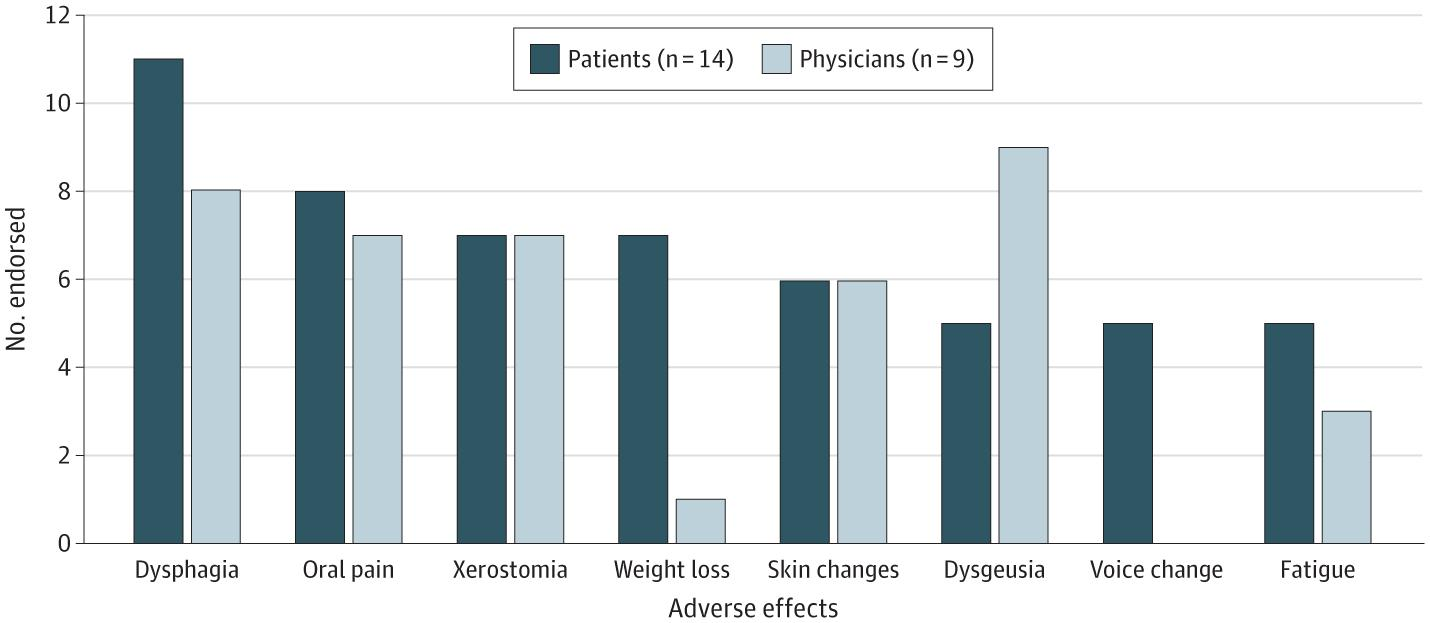 12
Patients (n = 14) Physicians (n = 9)
10
8
6
4
2
0
No. endorsed
Dysphagia Oral pain Xerostomia Weight loss Skin changes Dysgeusia Voice change Fatigue
Adverse effects